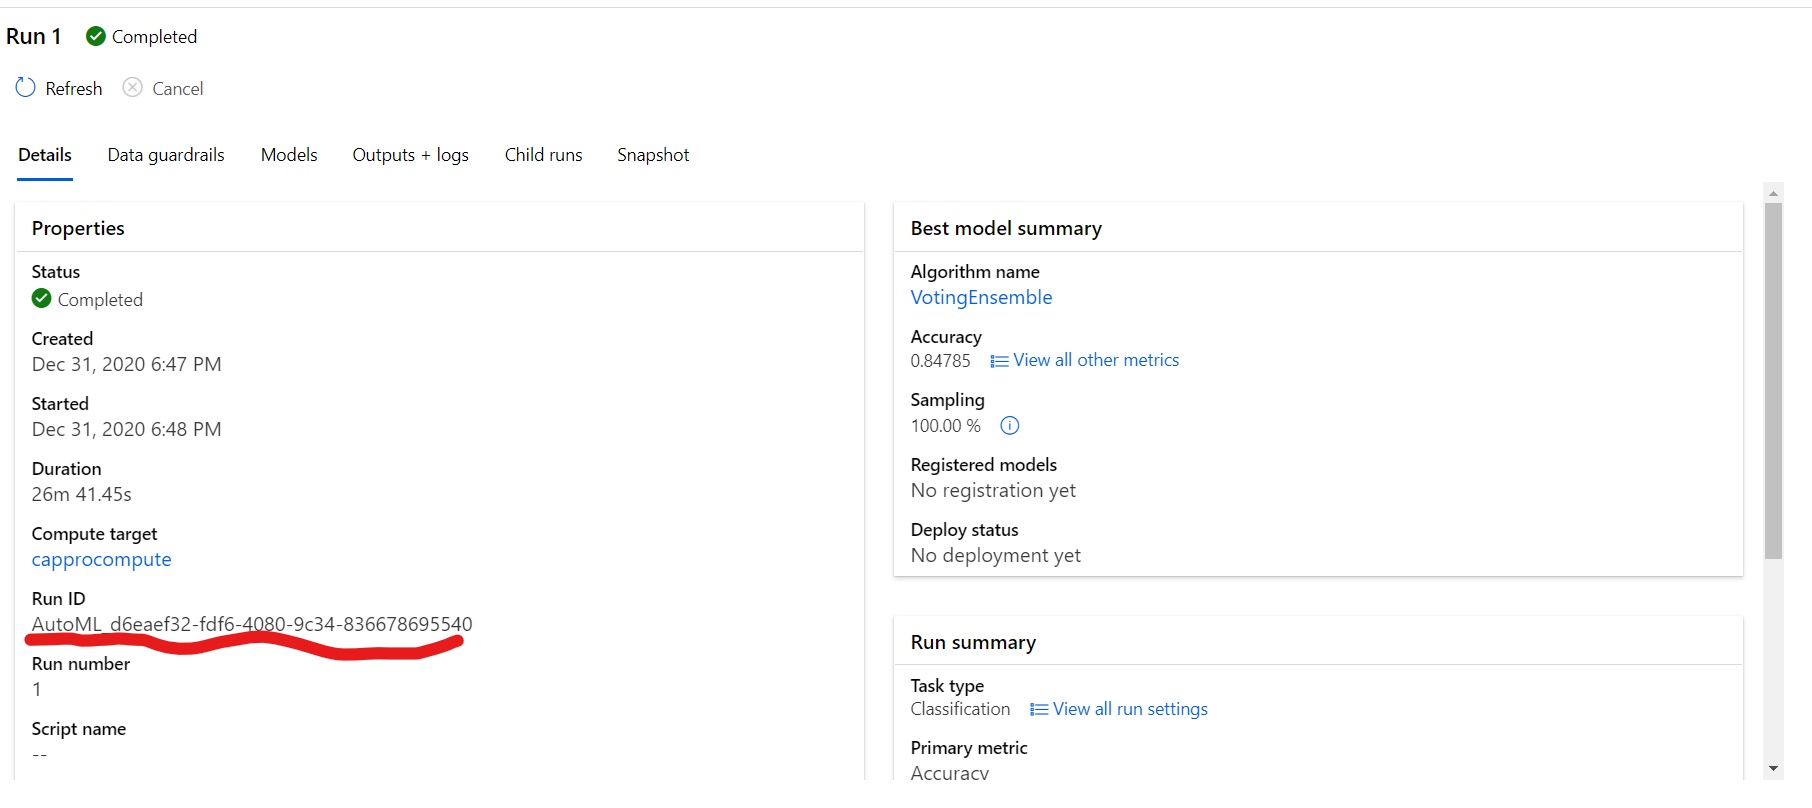 Run 1 Completed
Refresh Cancel
Details Data guardrails Models Outputs + logs Child runs Snapshot
Properties
Status
Completed
Created
Dec 31, 2020 6:47 PM
Started
Dec 31, 2020 6:48 PM
Duration
26m 41.45s
Compute target
capprocompute
Run ID
AutoML_d6eaef32-fdf6-4080-9c34-836678695540
Run number
1
Script name
--
Best model summary
Algorithm name
VotingEnsemble
Accuracy
0.84785 View all other metrics
Sampling
100.00 %
Registered models
No registration yet
Deploy status
No deployment yet
Run summary
Task type
Classification View all run settings
Primary metric
Accuracy